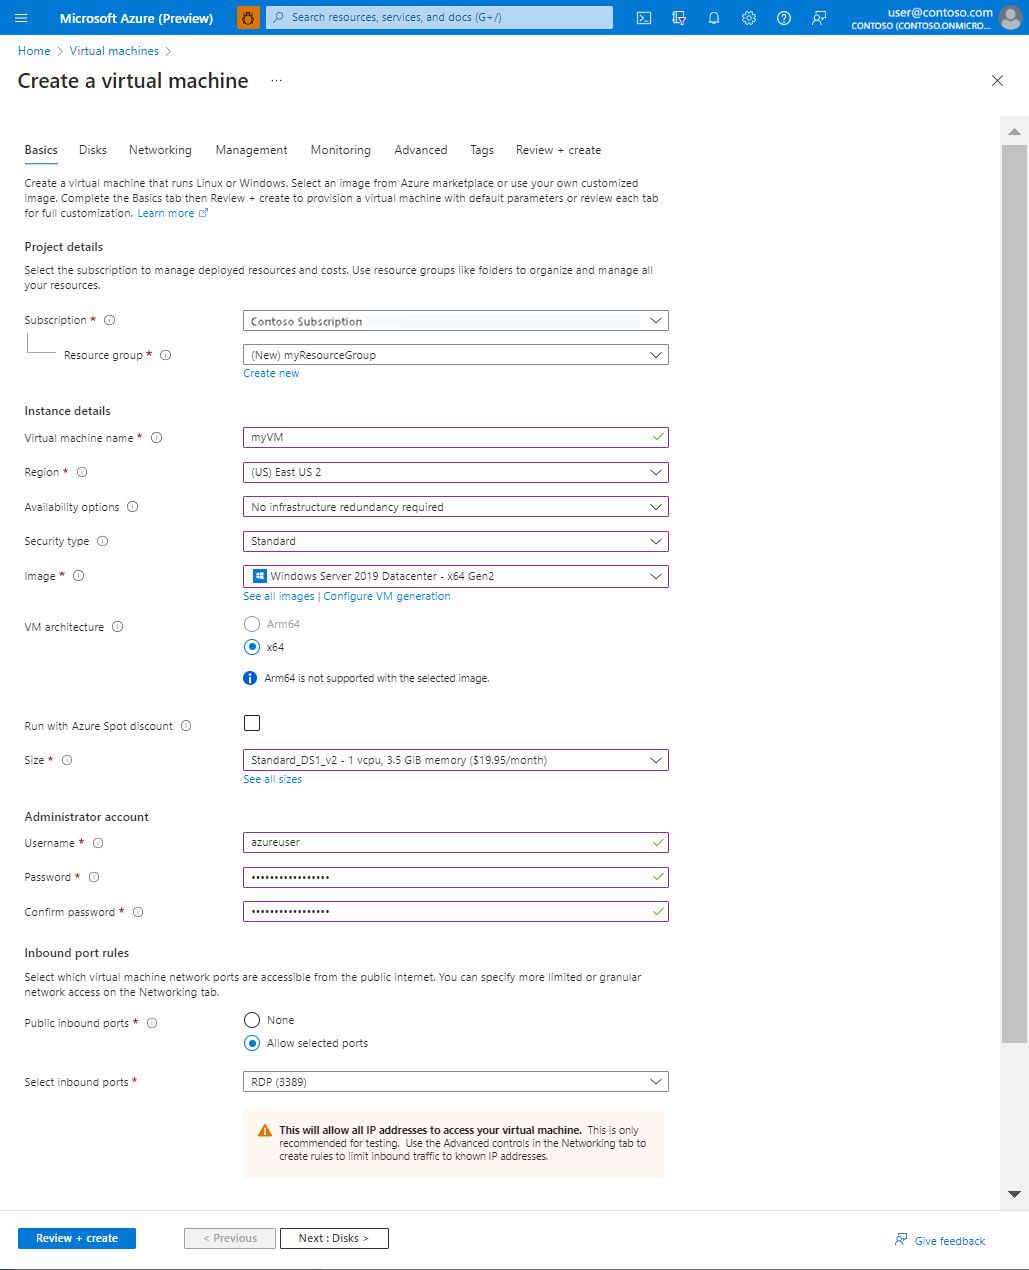 Microsoft Azure (Preview)
Search resources, services, and docs (G+/)
user@contoso.com
CONTOSO (CONTOSO.ONMICRO...
Home > Virtual machines >
Create a virtual machine ...
Basics Disks Networking Management Monitoring Advanced Tags Review + create
Create a virtual machine that runs Linux or Windows. Select an image from Azure marketplace or use your own customized
image. Complete the Basics tab then Review + create to provision a virtual machine with default parameters or review each tab
for full customization. Learn more
Project details
Select the subscription to manage deployed resources and costs. Use resource groups like folders to organize and manage all
your resources.
Subscription * Contoso Subscription
Resource group * (New) myResourceGroup
Create new
Instance details
Virtual machine name * myVM
Region * (US) East US 2
Availability options No infrastructure redundancy required
Security type Standard
Image * Windows Server 2019 Datacenter - x64 Gen2
See all images | Configure VM generation
VM architecture Arm64
x64
Arm64 is not supported with the selected image.
Run with Azure Spot discount
Size * Standard_DS1_v2 - 1 vcpu, 3.5 GiB memory ($19.95/month)
See all sizes
Administrator account
Username * azureuser
Password * •••••••••••••••••
Confirm password * •••••••••••••••••
Inbound port rules
Select which virtual machine network ports are accessible from the public internet. You can specify more limited or granular
network access on the Networking tab.
Public inbound ports * None
Allow selected ports
Select inbound ports * RDP (3389)
This will allow all IP addresses to access your virtual machine. This is only
recommended for testing. Use the Advanced controls in the Networking tab to
create rules to limit inbound traffic to known IP addresses.
Review + create < Previous Next : Disks > Give feedback